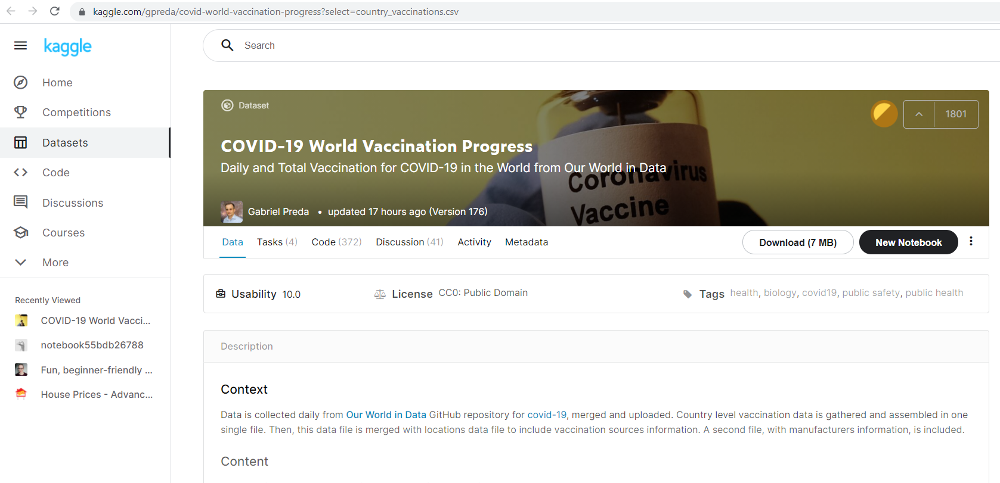 kaggle.com/gpreda/covid-world-vaccination-progress?select=country_vaccinations.csv
kaggle
Search
Home
Competitions
Datasets
Code
Discussions
Courses
More
Recently Viewed
COVID-19 World Vacci...
notebook55bdb26788
Fun, beginner-friendly ...
House Prices - Advanc...
Dataset
1801
COVID-19 World Vaccination Progress
Daily and Total Vaccination for COVID-19 in the World from Our World in Data
Coronavirus
Vaccine
Gabriel Preda • updated 17 hours ago (Version 176)
Data Tasks (4) Code (372) Discussion (41) Activity Metadata Download (7 MB) New Notebook
Usability 10.0 License CC0: Public Domain Tags health, biology, covid19, public safety, public health
Description
Context
Data is collected daily from Our World in Data GitHub repository for covid-19, merged and uploaded. Country level vaccination data is gathered and assembled in one
single file. Then, this data file is merged with locations data file to include vaccination sources information. A second file, with manufacturers information, is included.
Content